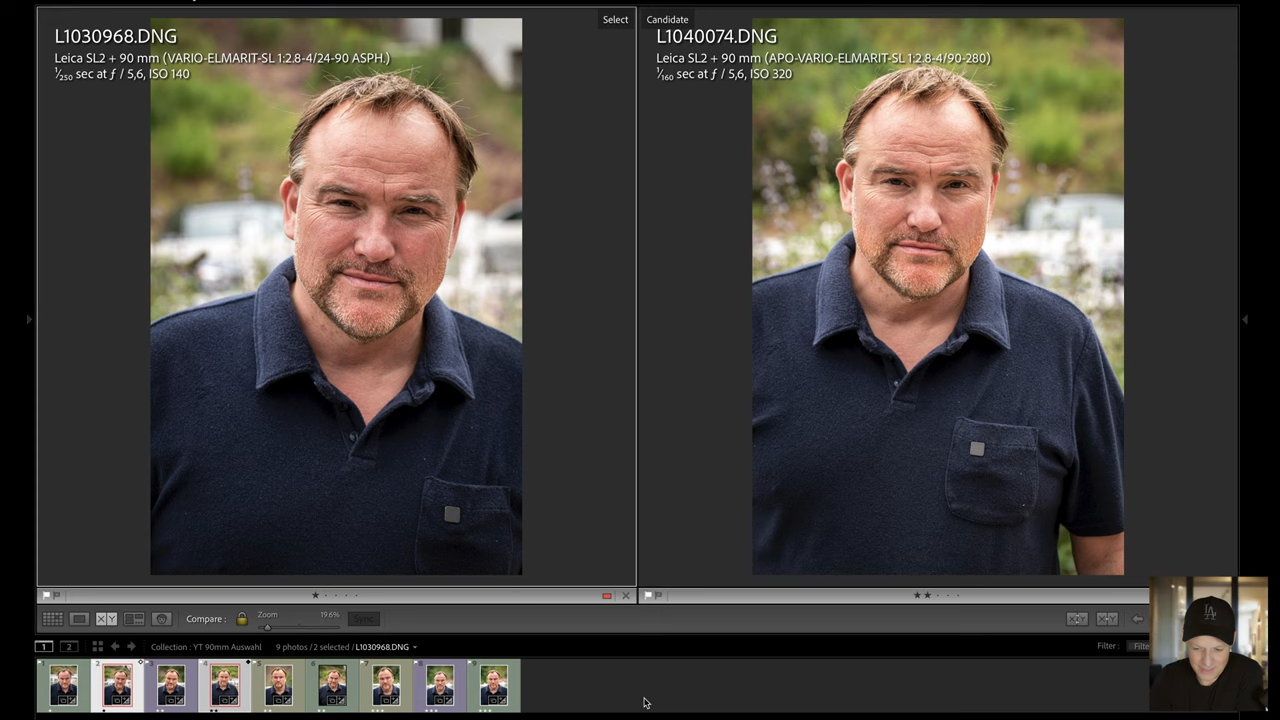 Select
L1030968.DNG
Leica SL2 + 90 mm (VARIO-ELMARIT-SL 1:2.8-4/24-90 ASPH.)
1/250 sec at ƒ / 5,6, ISO 140
Candidate
L1040074.DNG
Leica SL2 + 90 mm (APO-VARIO-ELMARIT-SL 1:2.8-4/90-280)
1/160 sec at ƒ / 5,6, ISO 320
X Y
Compare :
Zoom
19.6%
Sync
1
2
Collection : YT 90mm Auswahl
9 photos / 2 selected / L1030968.DNG
Filter :
LA